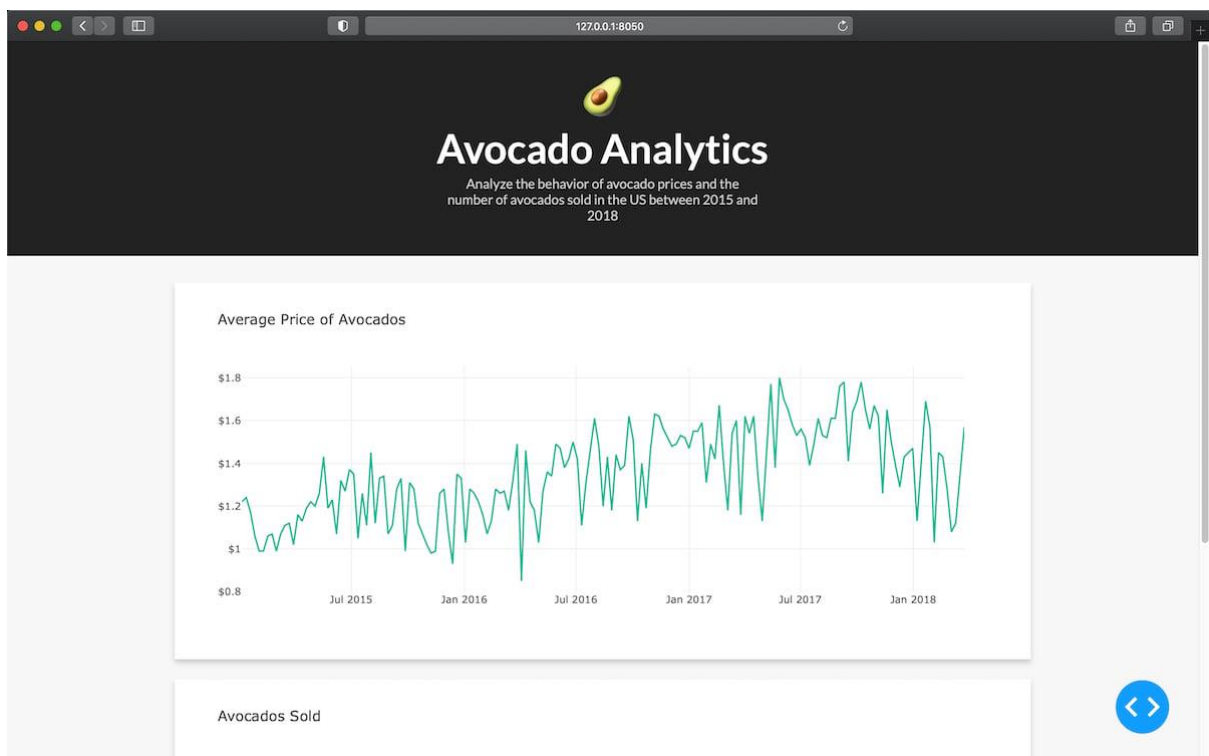 127.0.0.1:8050
Avocado Analytics
Analyze the behavior of avocado prices and the
number of avocados sold in the US between 2015 and
2018
Average Price of Avocados
$1.8
$1.6
$1.4
$1.2
$1
$0.8
Jul 2015 Jan 2016 Jul 2016 Jan 2017 Jul 2017 Jan 2018
Avocados Sold